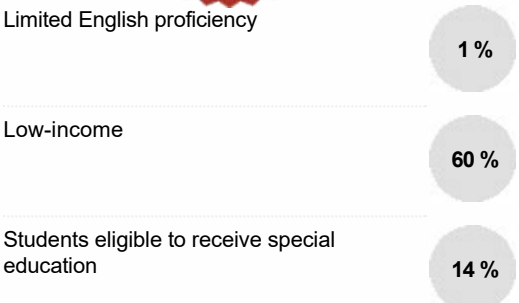 Limited English proficiency
1 %
Low-income
60 %
Students eligible to receive special
education
14 %